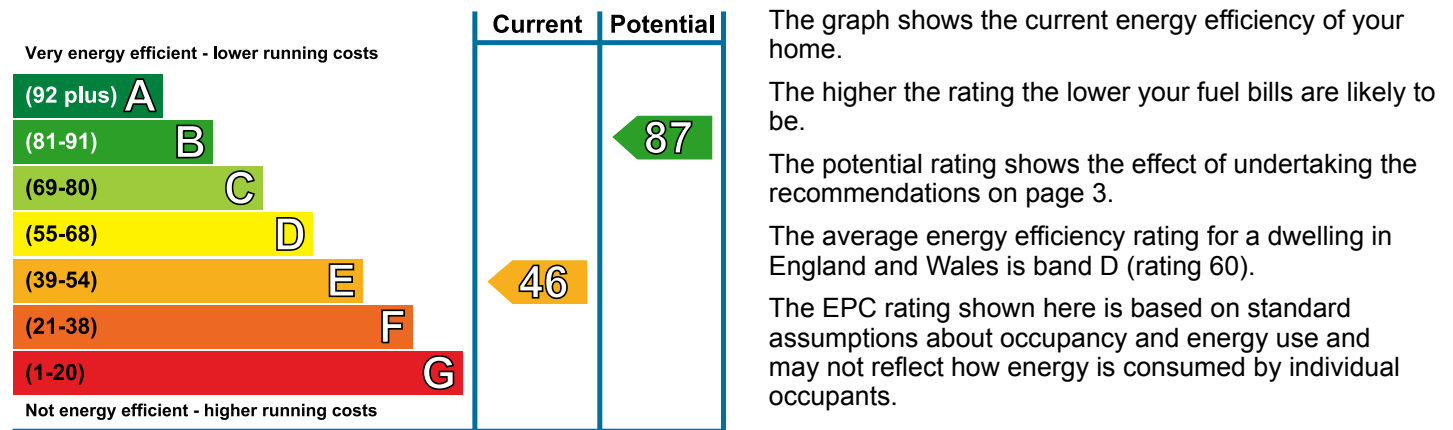 Current Potential
Very energy efficient - lower running costs
(92 plus) A
(81-91) B
87
(69-80) C
(55-68) D
(39-54) E
46
(21-38) F
(1-20) G
Not energy efficient - higher running costs
The graph shows the current energy efficiency of your
home.
The higher the rating the lower your fuel bills are likely to
be.
The potential rating shows the effect of undertaking the
recommendations on page 3.
The average energy efficiency rating for a dwelling in
England and Wales is band D (rating 60).
The EPC rating shown here is based on standard
assumptions about occupancy and energy use and
may not reflect how energy is consumed by individual
occupants.